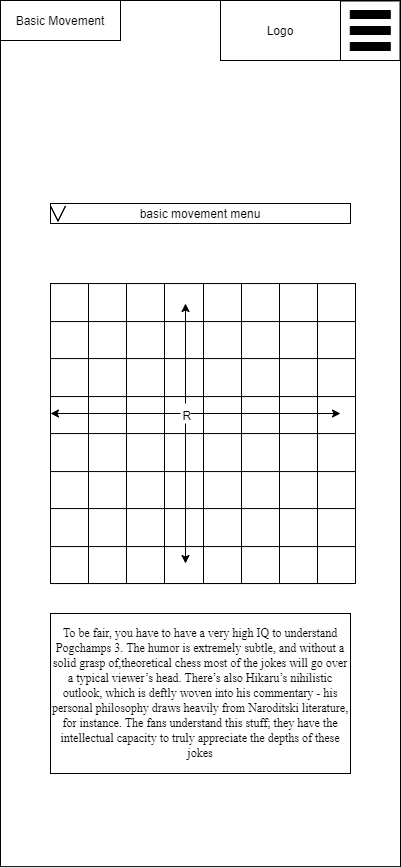 Basic Movement
Logo
basic movement menu
R
To be fair, you have to have a very high IQ to understand
Pogchamps 3. The humor is extremely subtle, and without a
solid grasp of,theoretical chess most of the jokes will go over
a typical viewer’s head. There’s also Hikaru’s nihilistic
outlook, which is deftly woven into his commentary - his
personal philosophy draws heavily from Naroditski literature,
for instance. The fans understand this stuff; they have the
intellectual capacity to truly appreciate the depths of these
jokes